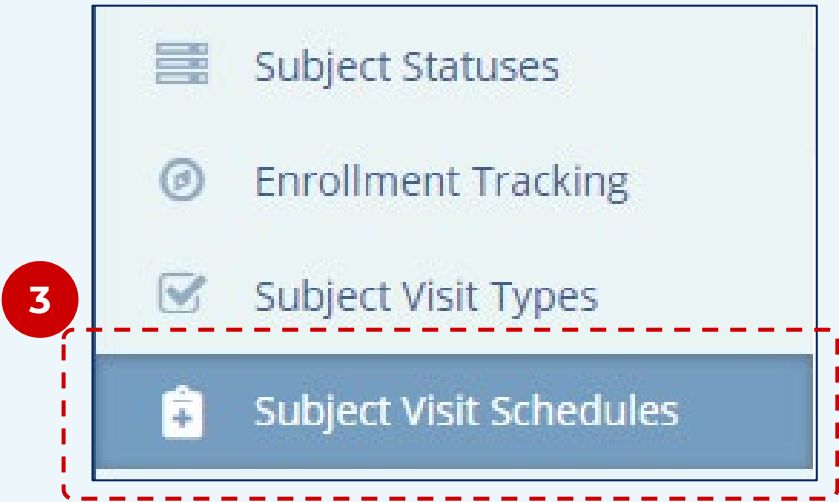 Subject Statuses
Enrollment Tracking
Subject Visit Types
3
Subject Visit Schedules